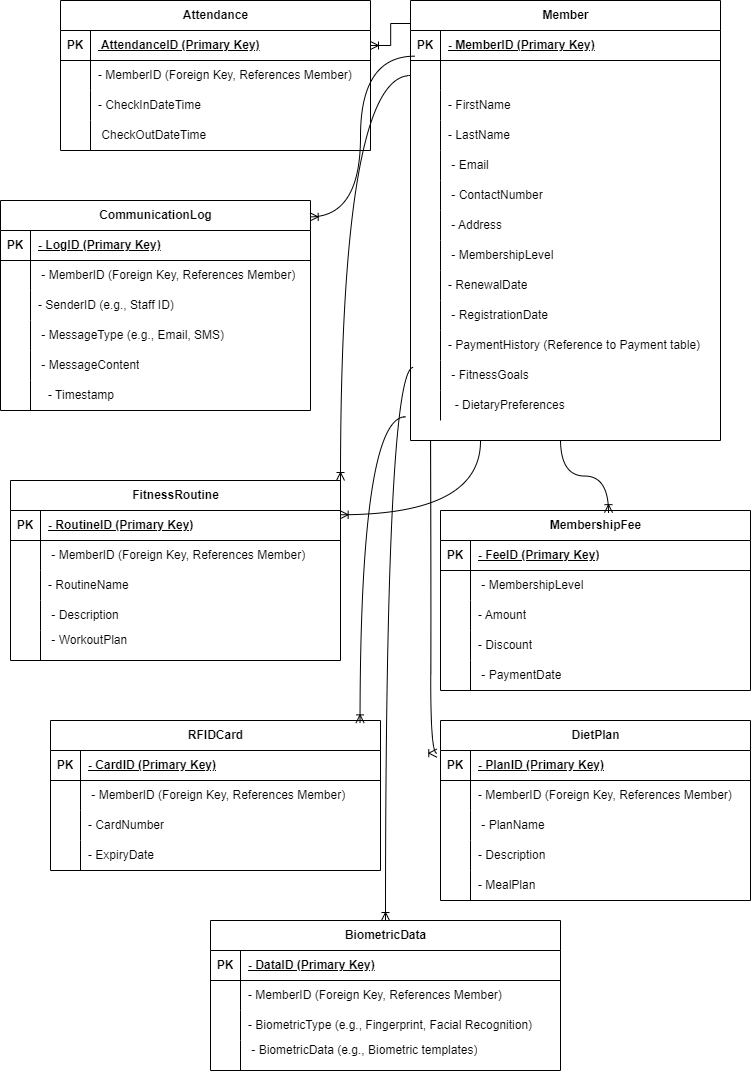 Attendance
PK AttendanceID (Primary Key)
- MemberID (Foreign Key, References Member)
- CheckInDateTime
CheckOutDateTime
Member
PK - MemberID (Primary Key)
- FirstName
- LastName
- Email
- ContactNumber
- Address
- MembershipLevel
- RenewalDate
- RegistrationDate
- PaymentHistory (Reference to Payment table)
- FitnessGoals
- DietaryPreferences
CommunicationLog
PK - LogID (Primary Key)
- MemberID (Foreign Key, References Member)
- SenderID (e.g., Staff ID)
- MessageType (e.g., Email, SMS)
- MessageContent
- Timestamp
FitnessRoutine
PK - RoutineID (Primary Key)
- MemberID (Foreign Key, References Member)
- RoutineName
- Description
- WorkoutPlan
MembershipFee
PK - FeeID (Primary Key)
- MembershipLevel
- Amount
- Discount
- PaymentDate
RFIDCard
PK - CardID (Primary Key)
- MemberID (Foreign Key, References Member)
- CardNumber
- ExpiryDate
DietPlan
PK - PlanID (Primary Key)
- MemberID (Foreign Key, References Member)
- PlanName
- Description
- MealPlan
BiometricData
PK - DataID (Primary Key)
- MemberID (Foreign Key, References Member)
- BiometricType (e.g., Fingerprint, Facial Recognition)
- BiometricData (e.g., Biometric templates)